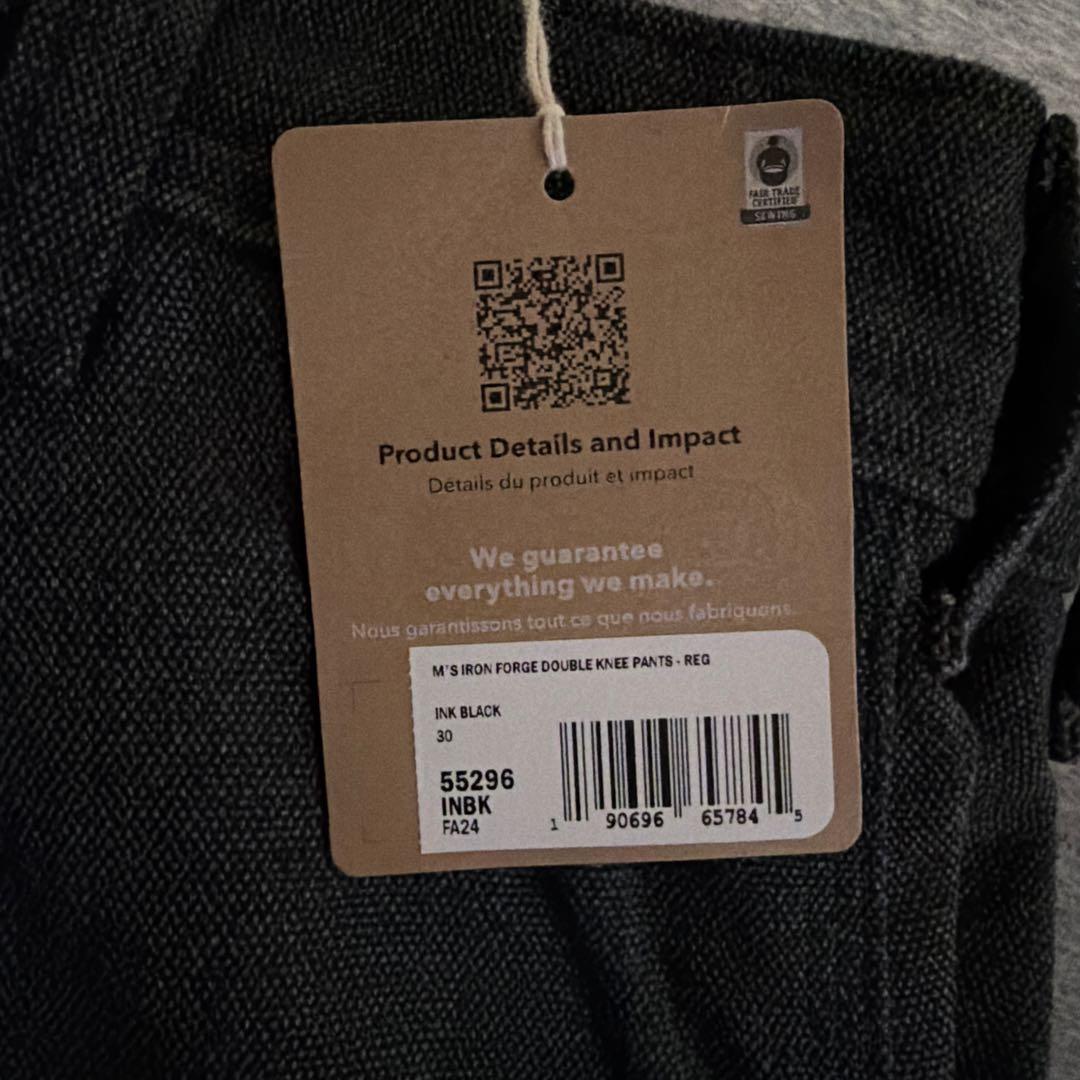 FAIR TRADE
CERTIFIED
SEWING
Product Details and Impact
Détails du produit et impact
We guarantee
everything we make.
Nous garantissons tout ce que nous fabriquons.
M'S IRON FORGE DOUBLE KNEE PANTS - REG
INK BLACK
30
55296
INBK
FA24
1 90696 65784 5